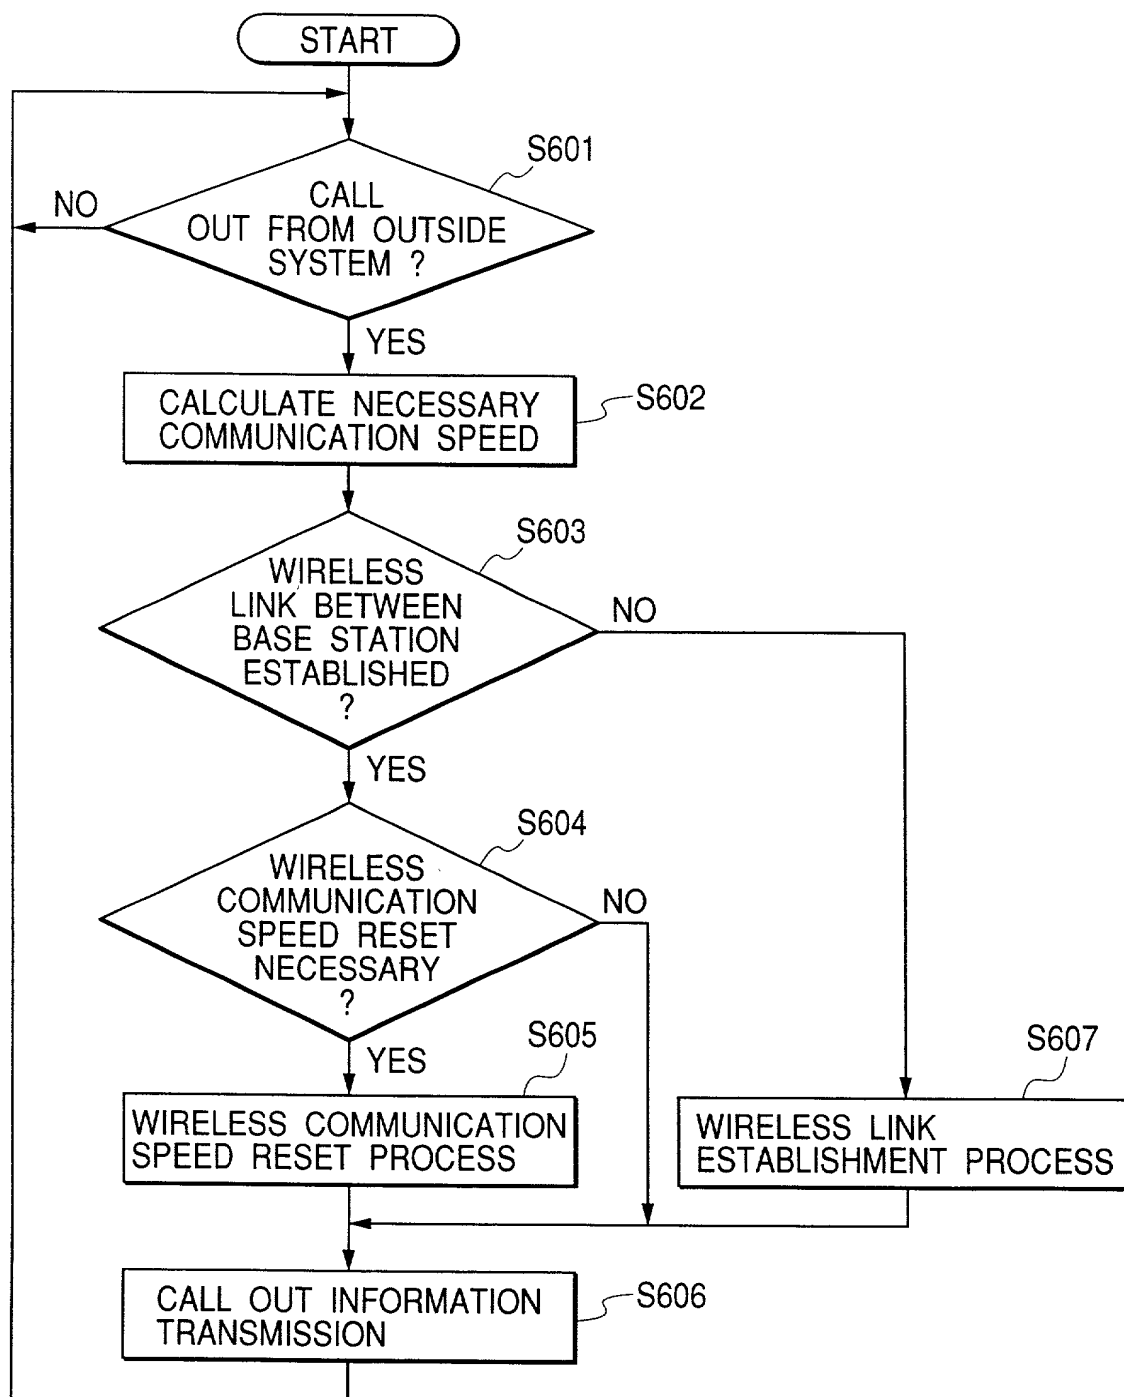 START
S601
NO
CALL
OUT FROM OUTSIDE
SYSTEM ?
YES
CALCULATE NECESSARY
COMMUNICATION SPEED
S602
S603
WIRELESS
LINK BETWEEN
BASE STATION
ESTABLISHED
?
NO
YES
S604
WIRELESS
COMMUNICATION
SPEED RESET
NECESSARY
?
NO
YES
S605
S607
WIRELESS COMMUNICATION
SPEED RESET PROCESS
WIRELESS LINK
ESTABLISHMENT PROCESS
CALL OUT INFORMATION
TRANSMISSION
S606